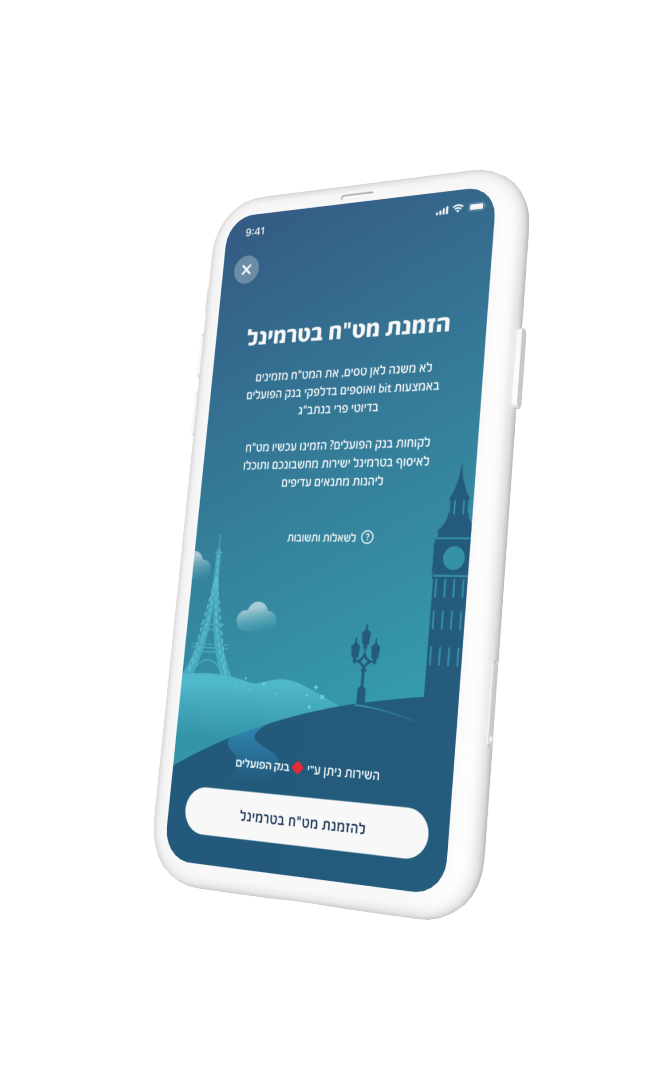 9:41
הזמנת מט"ח בטרמינל
לא משנה לאן טסים, את המט"ח מזמינים
באמצעות bit ואוספים בדלפקי בנק הפועלים
בדיוטי פרי בנתב"ג
לקוחות בנק הפועלים? הזמינו עכשיו מט"ח
לאיסוף בטרמינל ישירות מחשבונכם ותוכלו
ליהנות מתנאים עדיפים
? לשאלות ותשובות
השירות ניתן ע"י בנק הפועלים
להזמנת מט"ח בטרמינל